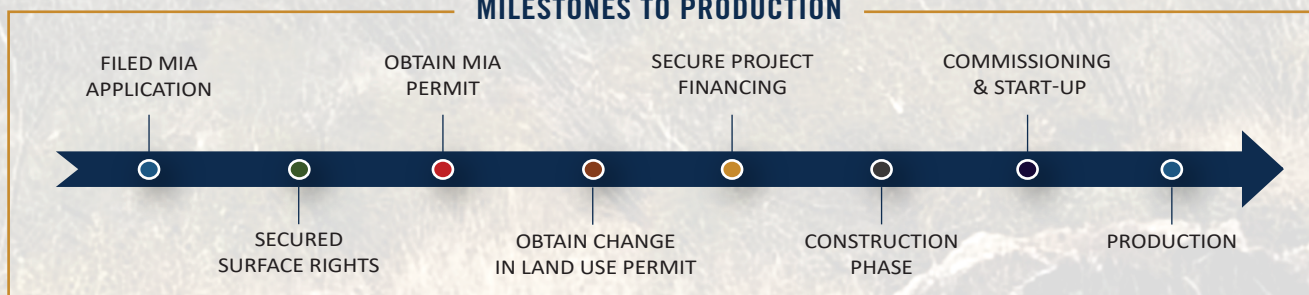 MILESTONES TO PRODUCTION
FILED MIA
APPLICATION
SECURED
SURFACE RIGHTS
OBTAIN MIA
PERMIT
OBTAIN CHANGE
IN LAND USE PERMIT
SECURE PROJECT
FINANCING
CONSTRUCTION
PHASE
COMMISSIONING
& START-UP
PRODUCTION